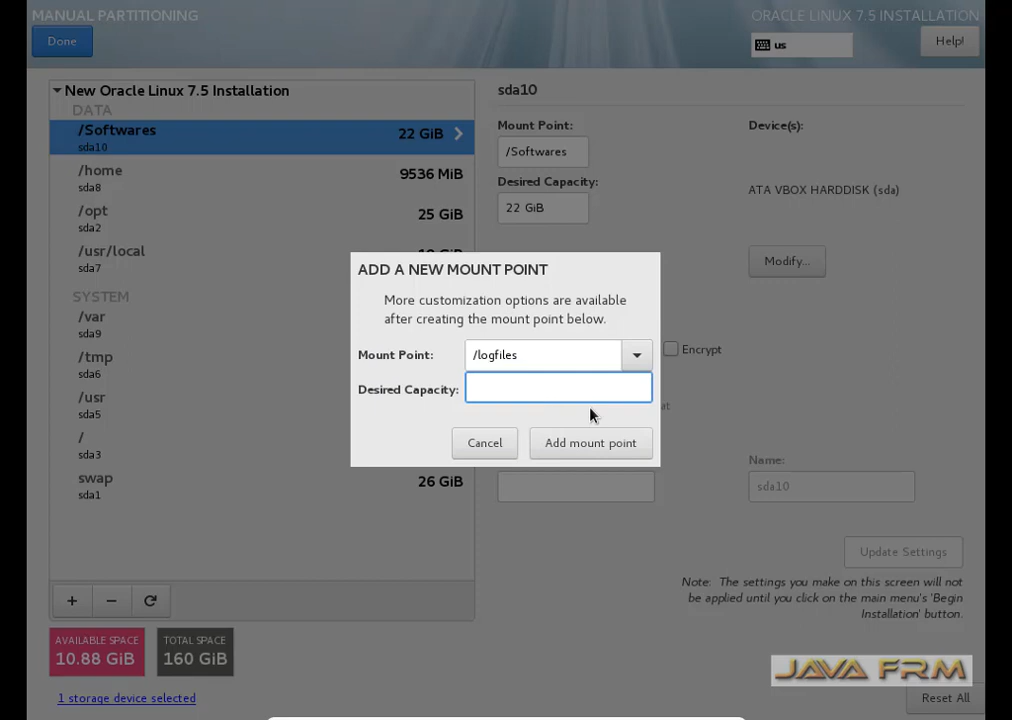 MANUAL PARTITIONING
ORACLE LINUX 7.5 INSTALLATION
Done
us
Help!
New Oracle Linux 7.5 Installation
DATA
/Softwares
22 GiB
sda10
/home
9536 MiB
sda8
/opt
25 GiB
sda2
/usr/local
sda7
SYSTEM
/var
sda9
/tmp
sda6
/usr
sda5
/
sda3
swap
26 GiB
sda1
AVAILABLE SPACE
10.88 GiB
TOTAL SPACE
160 GiB
1 storage device selected
sda10
Mount Point:
/Softwares
Desired Capacity:
22 GiB
Device(s):
ATA VBOX HARDDISK (sda)
Modify...
Encrypt
ADD A NEW MOUNT POINT
More customization options are available
after creating the mount point below.
Mount Point:
/logfiles
Desired Capacity:
Cancel
Add mount point
Name:
sda10
Update Settings
Note: The settings you make on this screen will not
be applied until you click on the main menu's 'Begin
Installation' button.
JAVA FRM
Reset All